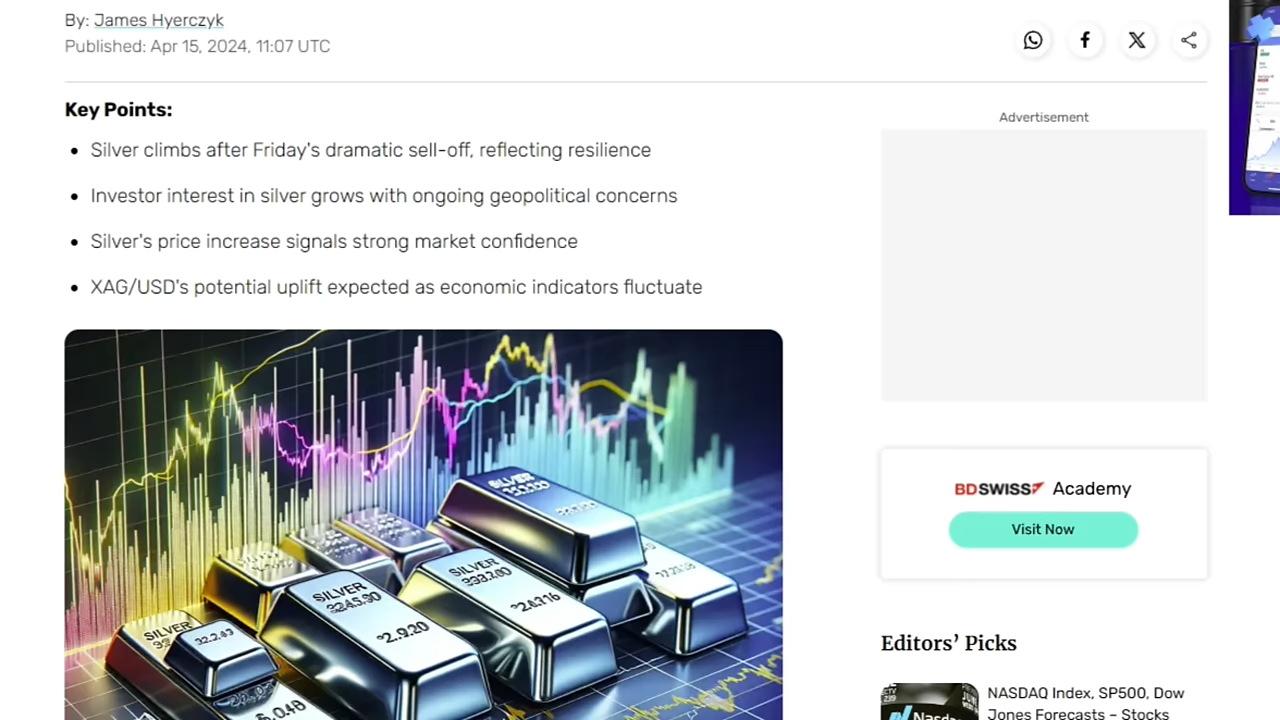 By: James Hyerczyk
Published: Apr 15, 2024, 11:07 UTC
Key Points:
Silver climbs after Friday's dramatic sell-off, reflecting resilience
Investor interest in silver grows with ongoing geopolitical concerns
Silver's price increase signals strong market confidence
XAG/USD's potential uplift expected as economic indicators fluctuate
Advertisement
BDSWISS Academy
Visit Now
SILVER
SILVER
SILVER
SILVER
Editors' Picks
NASDAQ Index, SP500, Dow
Jones Forecasts – Stocks
Nasdaq